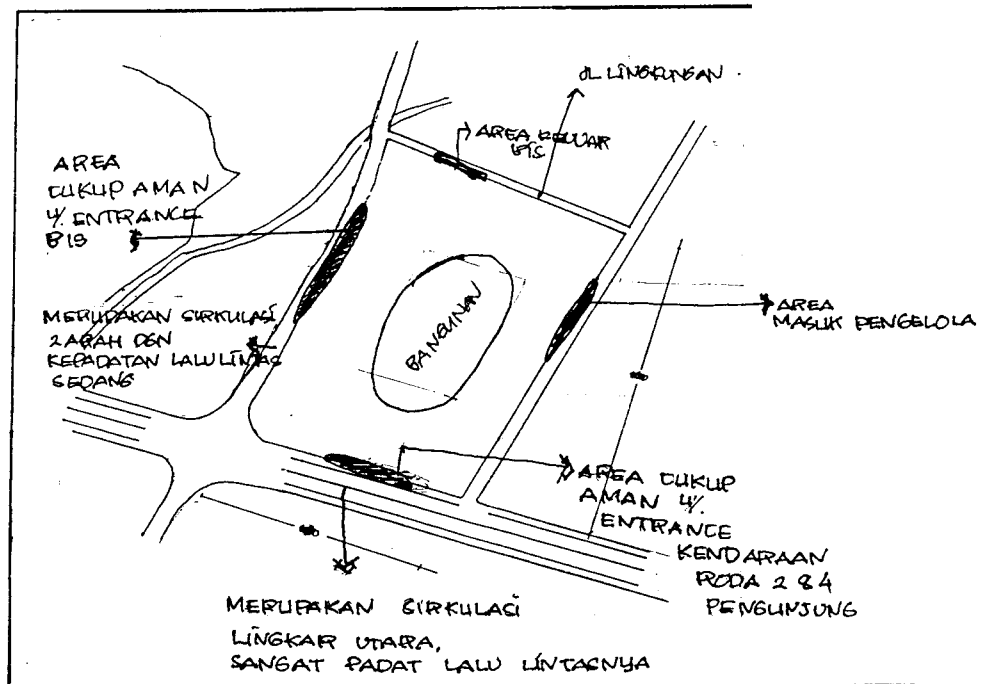 JL LINGKUNGAN
AREA KELUAR
BIS
AREA
CUKUP AMAN
U/. ENTRANCE
BIS
BANGUNAN
MERUPAKAN SIRKULASI
2 ARAH DGN
KEPADATAN LALU LINTAS
SEDANG
AREA
MASUK PENGELOLA
AREA CUKUP
AMAN U/.
ENTRANCE
KENDARAAN
RODA 2 & 4
PENGUNJUNG
MERUPAKAN SIRKULASI
LINGKAR UTARA,
SANGAT PADAT LALU LINTASNYA